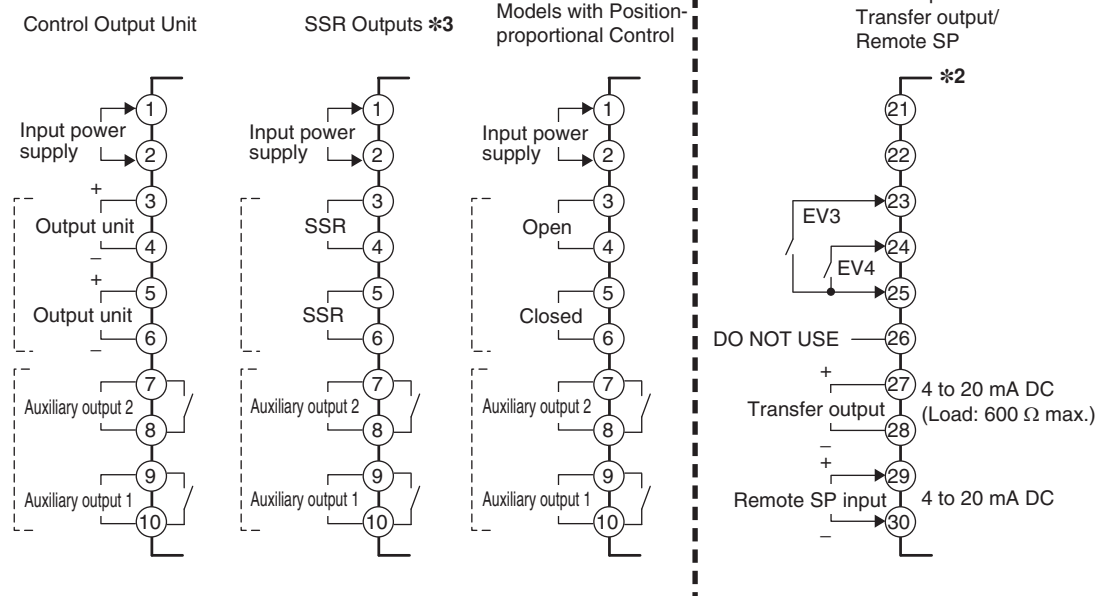 Control Output Unit
SSR Outputs ✻3
Models with Position-
proportional Control
Transfer output/
Remote SP
Input power
supply
1
2
+
3
Output unit
4
–
+
5
Output unit
6
–
7
Auxiliary output 2
8
9
Auxiliary output 1
10
Input power
supply
1
2
3
SSR
4
5
SSR
6
7
Auxiliary output 2
8
9
Auxiliary output 1
10
Input power
supply
1
2
3
Open
4
5
Closed
6
7
Auxiliary output 2
8
9
Auxiliary output 1
10
✻2
21
22
23
EV3
24
EV4
25
DO NOT USE
26
+
27
4 to 20 mA DC
Transfer output
(Load: 600 Ω max.)
28
–
+
29
Remote SP input
4 to 20 mA DC
30
–